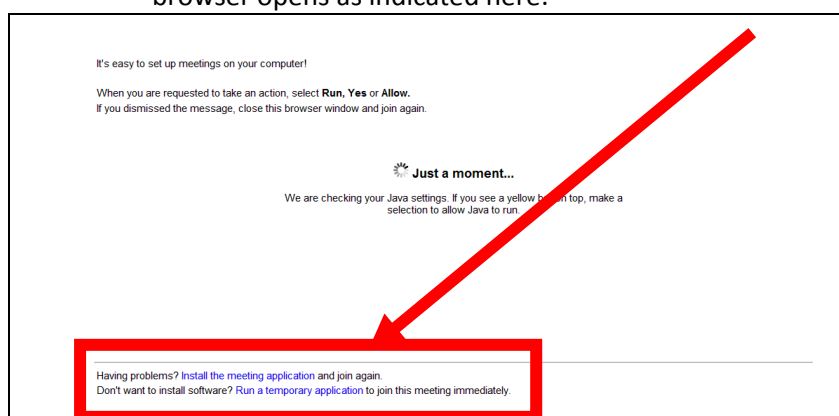 browser opens as indicated here:
It's easy to set up meetings on your computer!
When you are requested to take an action, select Run, Yes or Allow.
If you dismissed the message, close this browser window and join again.
Just a moment...
We are checking your Java settings. If you see a yellow on top, make a
selection to allow Java to run.
Having problems? Install the meeting application and join again.
Don't want to install software? Run a temporary application to join this meeting immediately.